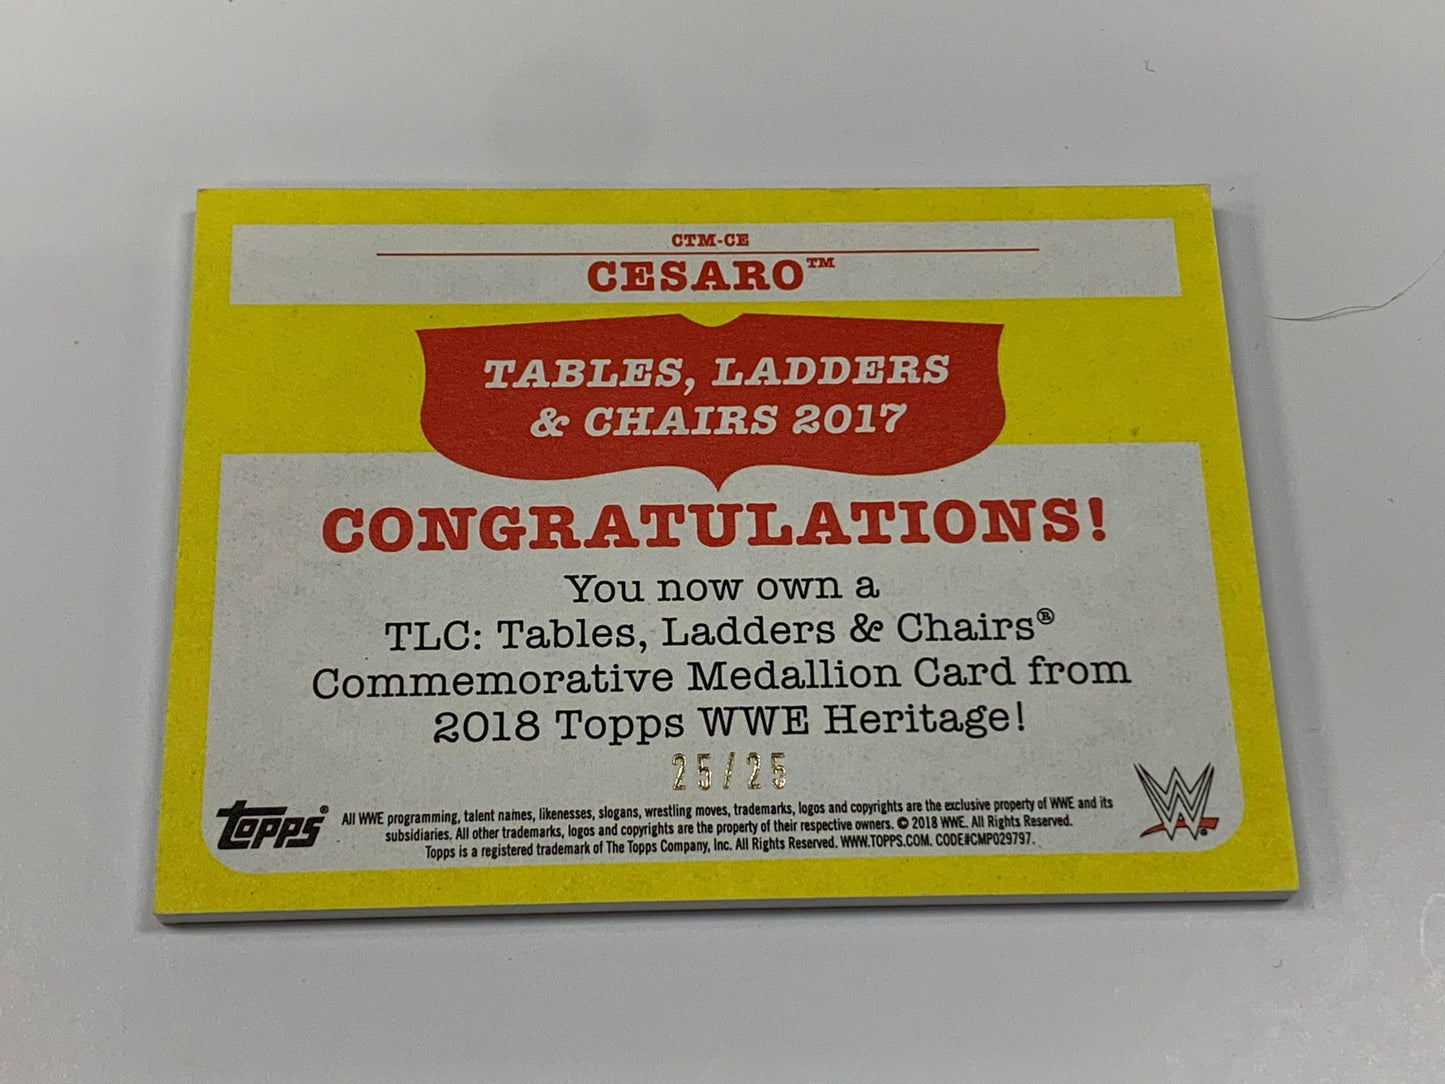 CTM-CE
CESARO™
TABLES, LADDERS
& CHAIRS 2017
CONGRATULATIONS!
You now own a
TLC: Tables, Ladders & Chairs®
Commemorative Medallion Card from
2018 Topps WWE Heritage!
25/25
topps®
All WWE programming, talent names, likenesses, slogans, wrestling moves, trademarks, logos and copyrights are the exclusive property of WWE and its
subsidiaries. All other trademarks, logos and copyrights are the property of their respective owners. © 2018 WWE. All Rights Reserved.
Topps is a registered trademark of The Topps Company, Inc. All Rights Reserved. WWW.TOPPS.COM. CODE#CMP029797.
W®